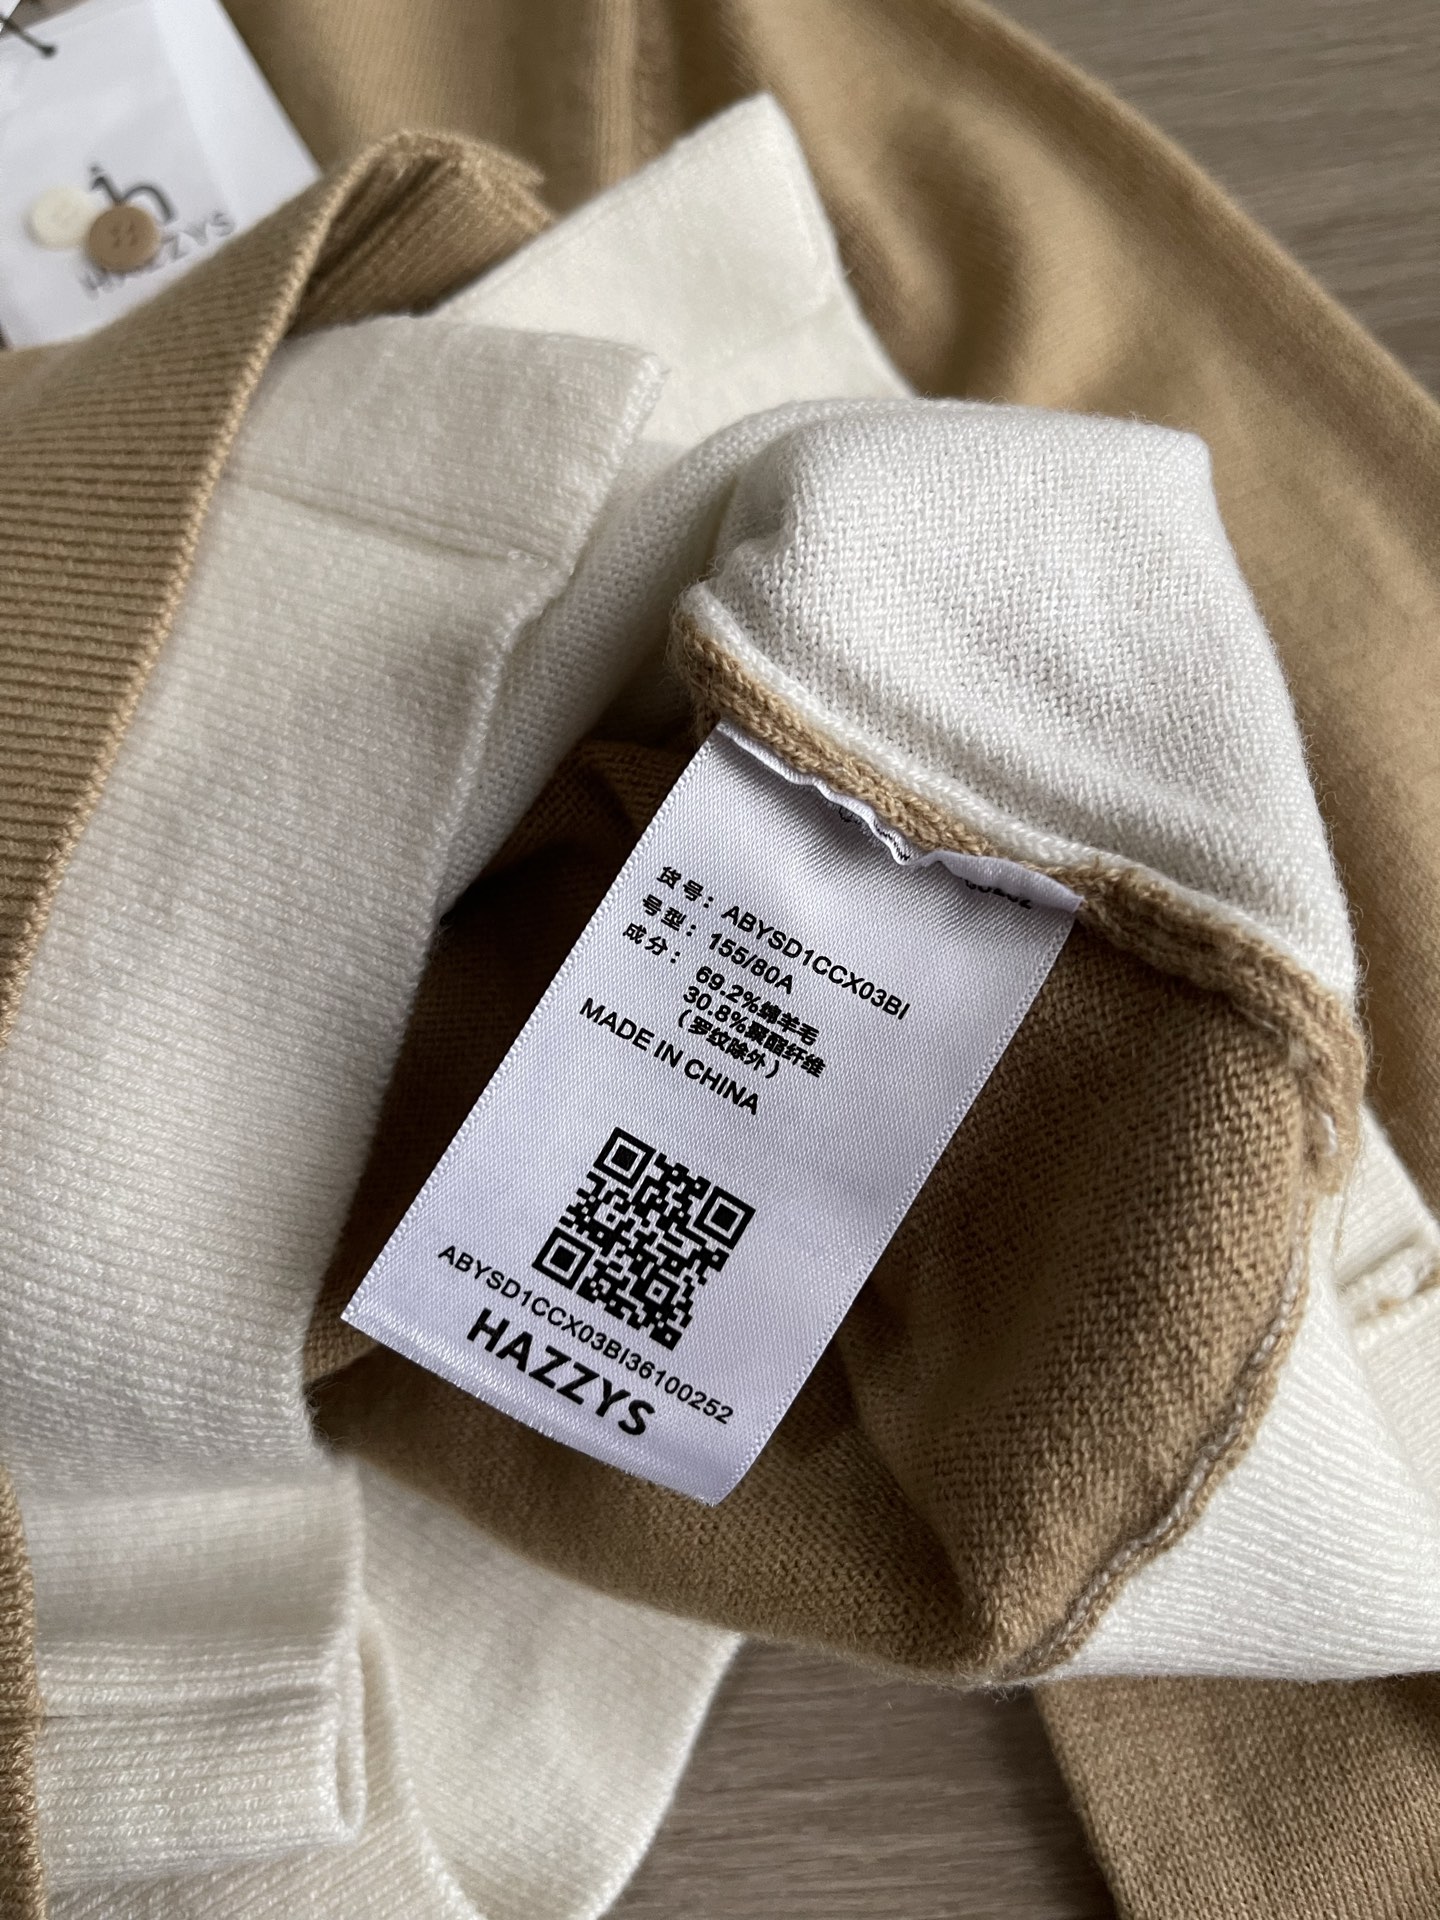 HAZZYS
货号：ABYSD1CCX03BI
号型：155/80A
成分：69.2%绵羊毛
30.8%聚酯纤维
（罗纹除外）
MADE IN CHINA
ABYSD1CCX03BI36100252
HAZZYS